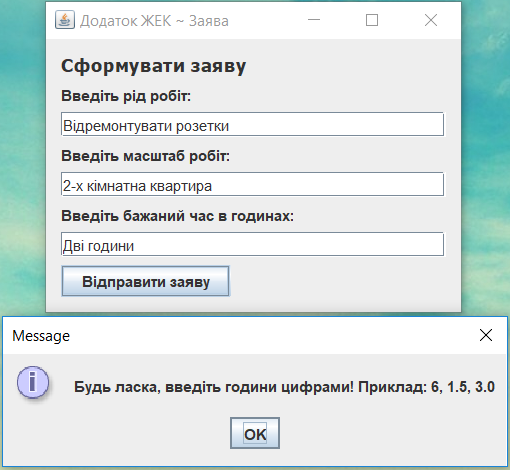 Додаток ЖЕК ~ Заява
Сформувати заяву
Введіть рід робіт:
Відремонтувати розетки
Введіть масштаб робіт:
2-х кімнатна квартира
Введіть бажаний час в годинах:
Дві години
Відправити заяву
Message
Будь ласка, введіть години цифрами! Приклад: 6, 1.5, 3.0
OK